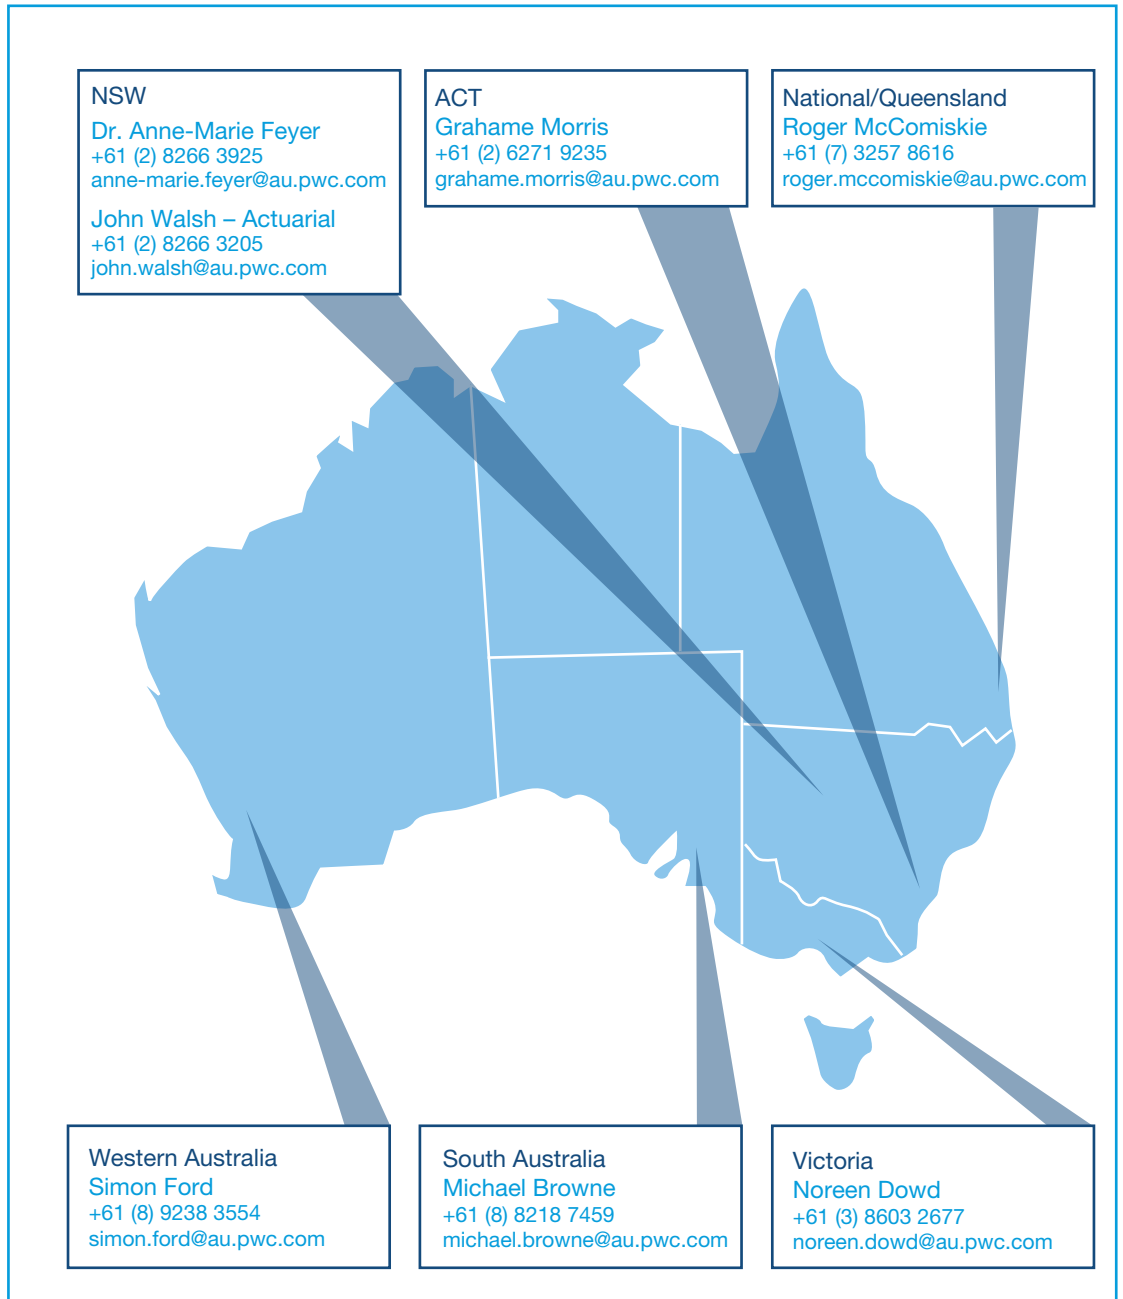 NSW
Dr. Anne-Marie Feyer
+61 (2) 8266 3925
anne-marie.feyer@au.pwc.com
John Walsh – Actuarial
+61 (2) 8266 3205
john.walsh@au.pwc.com
ACT
Grahame Morris
+61 (2) 6271 9235
grahame.morris@au.pwc.com
National/Queensland
Roger McComiskie
+61 (7) 3257 8616
roger.mccomiskie@au.pwc.com
Western Australia
Simon Ford
+61 (8) 9238 3554
simon.ford@au.pwc.com
South Australia
Michael Browne
+61 (8) 8218 7459
michael.browne@au.pwc.com
Victoria
Noreen Dowd
+61 (3) 8603 2677
noreen.dowd@au.pwc.com